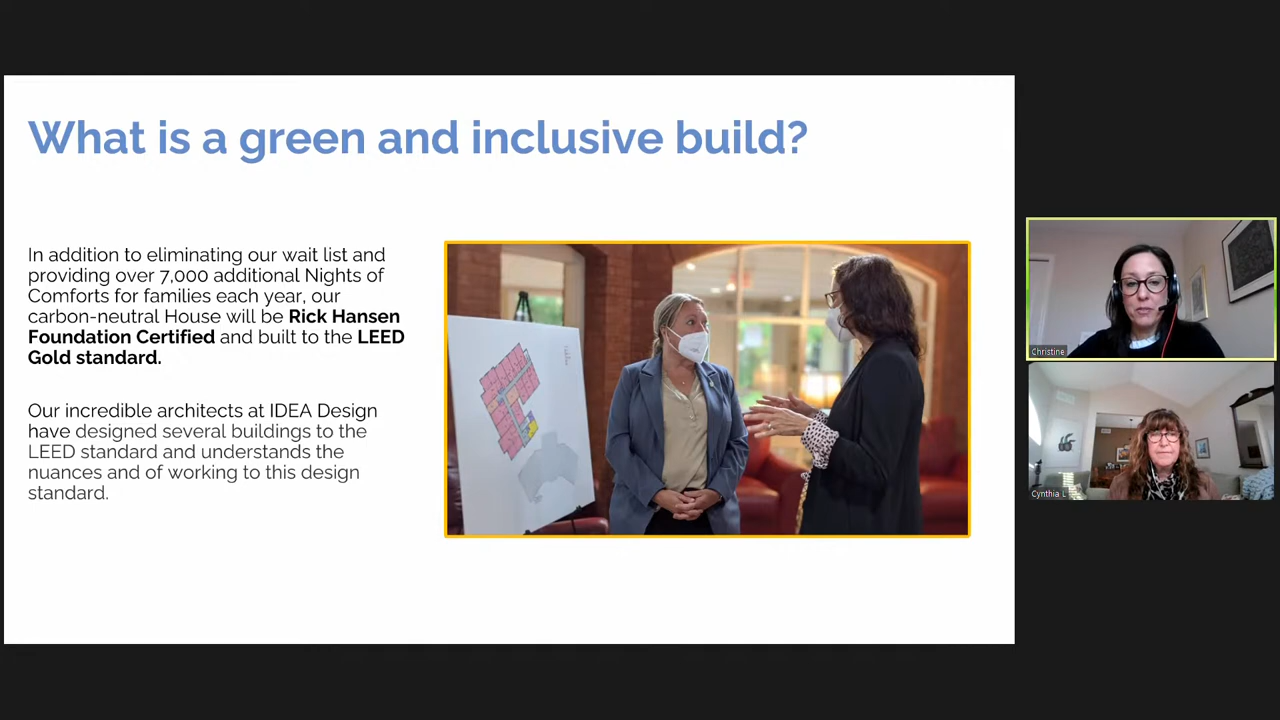 What is a green and inclusive build?
In addition to eliminating our wait list and
providing over 7,000 additional Nights of
Comforts for families each year, our
carbon-neutral House will be Rick Hansen
Foundation Certified and built to the LEED
Gold standard.
Our incredible architects at IDEA Design
have designed several buildings to the
LEED standard and understands the
nuances and of working to this design
standard.
Christine
Cynthia L